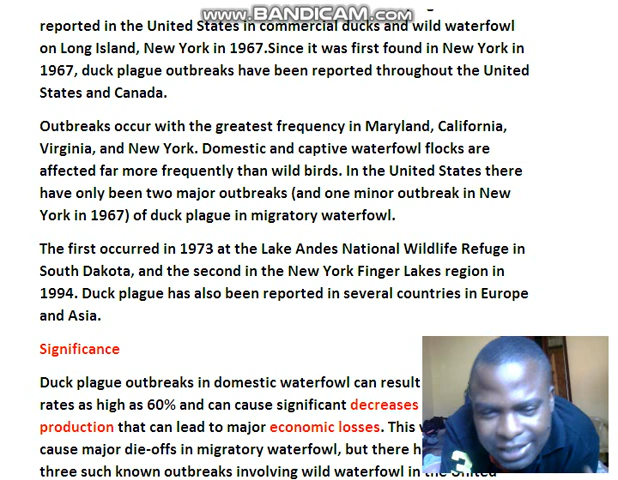 WWW.BANDICAM.COM
reported in the United States in commercial ducks and wild waterfowl
on Long Island, New York in 1967.Since it was first found in New York in
1967, duck plague outbreaks have been reported throughout the United
States and Canada.
Outbreaks occur with the greatest frequency in Maryland, California,
Virginia, and New York. Domestic and captive waterfowl flocks are
affected far more frequently than wild birds. In the United States there
have only been two major outbreaks (and one minor outbreak in New
York in 1967) of duck plague in migratory waterfowl.
The first occurred in 1973 at the Lake Andes National Wildlife Refuge in
South Dakota, and the second in the New York Finger Lakes region in
1994. Duck plague has also been reported in several countries in Europe
and Asia.
Significance
Duck plague outbreaks in domestic waterfowl can result
rates as high as 60% and can cause significant decreases
production that can lead to major economic losses. This
cause major die-offs in migratory waterfowl, but there
three such known outbreaks involving wild waterfowl in the United
3